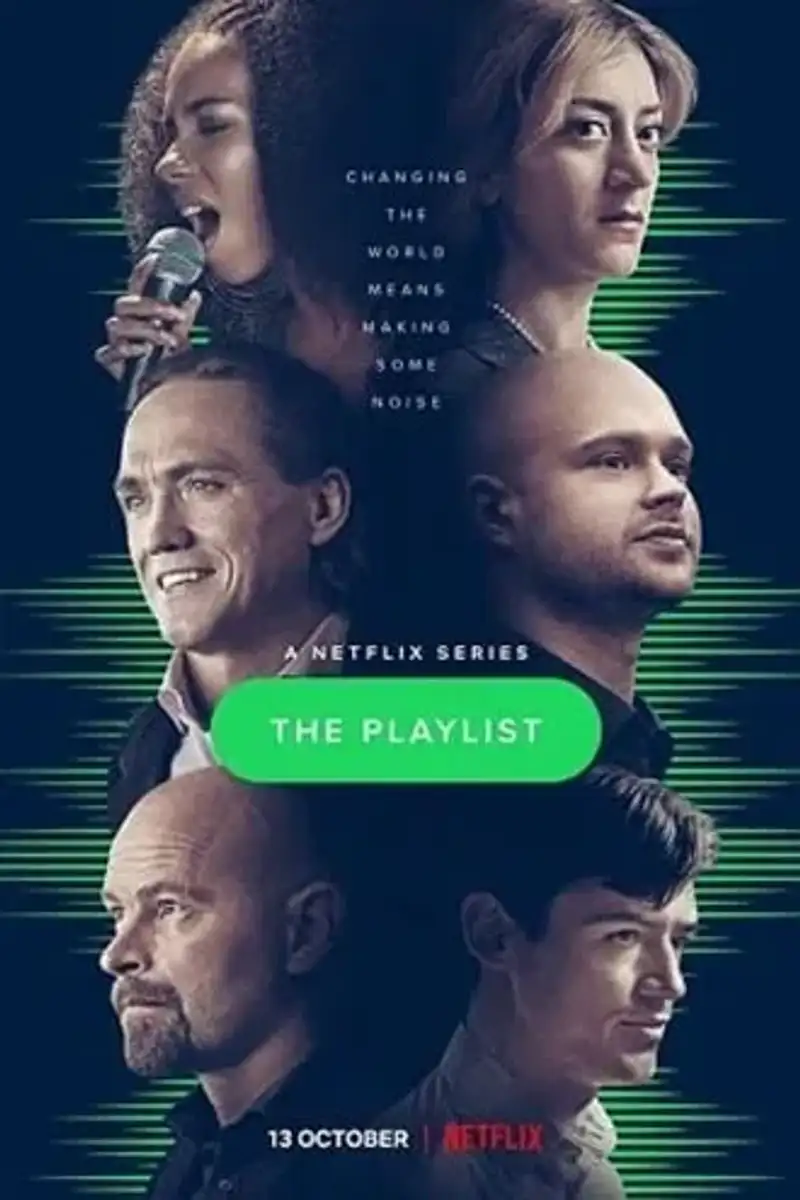 CHANGING
THE
WORLD
MEANS
MAKING
SOME
NOISE
A NETFLIX SERIES
THE PLAYLIST
13 OCTOBER | NETFLIX